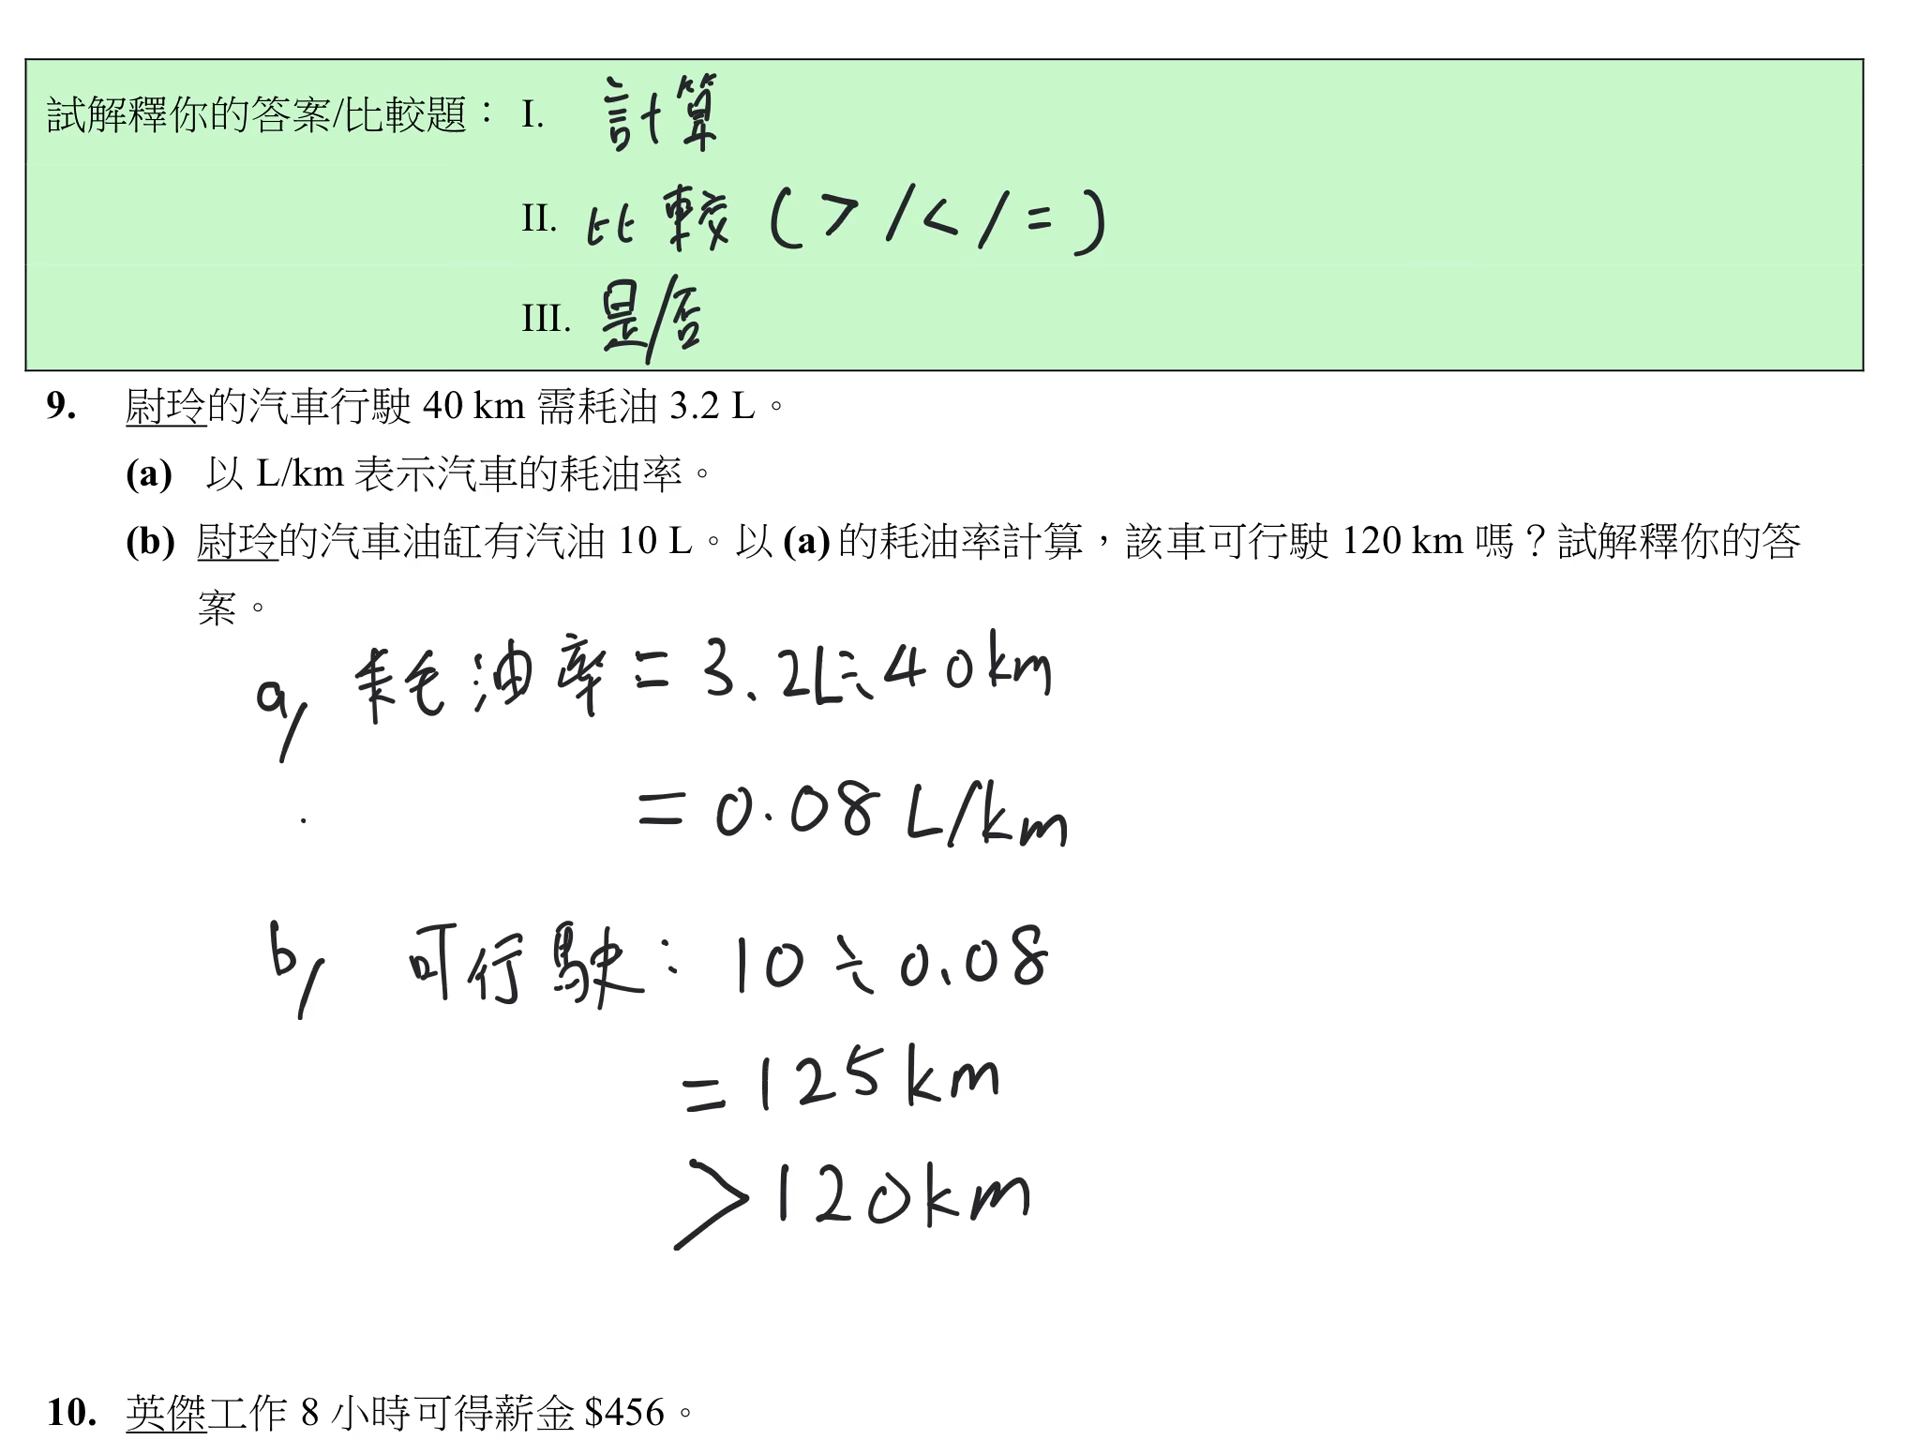 試解釋你的答案/比較題： I. 計算
II. 比較 ( > / < / = )
III. 是/否
9. 尉玲的汽車行駛 40 km 需耗油 3.2 L。
(a) 以 L/km 表示汽車的耗油率。
(b) 尉玲的汽車油缸有汽油 10 L。以 (a) 的耗油率計算，該車可行駛 120 km 嗎？試解釋你的答
案。
a/ 耗油率 = 3.2L ÷ 40km
= 0.08 L/km
b/ 可行駛： 10 ÷ 0.08
= 125km
> 120km
10. 英傑工作 8 小時可得薪金 $456。